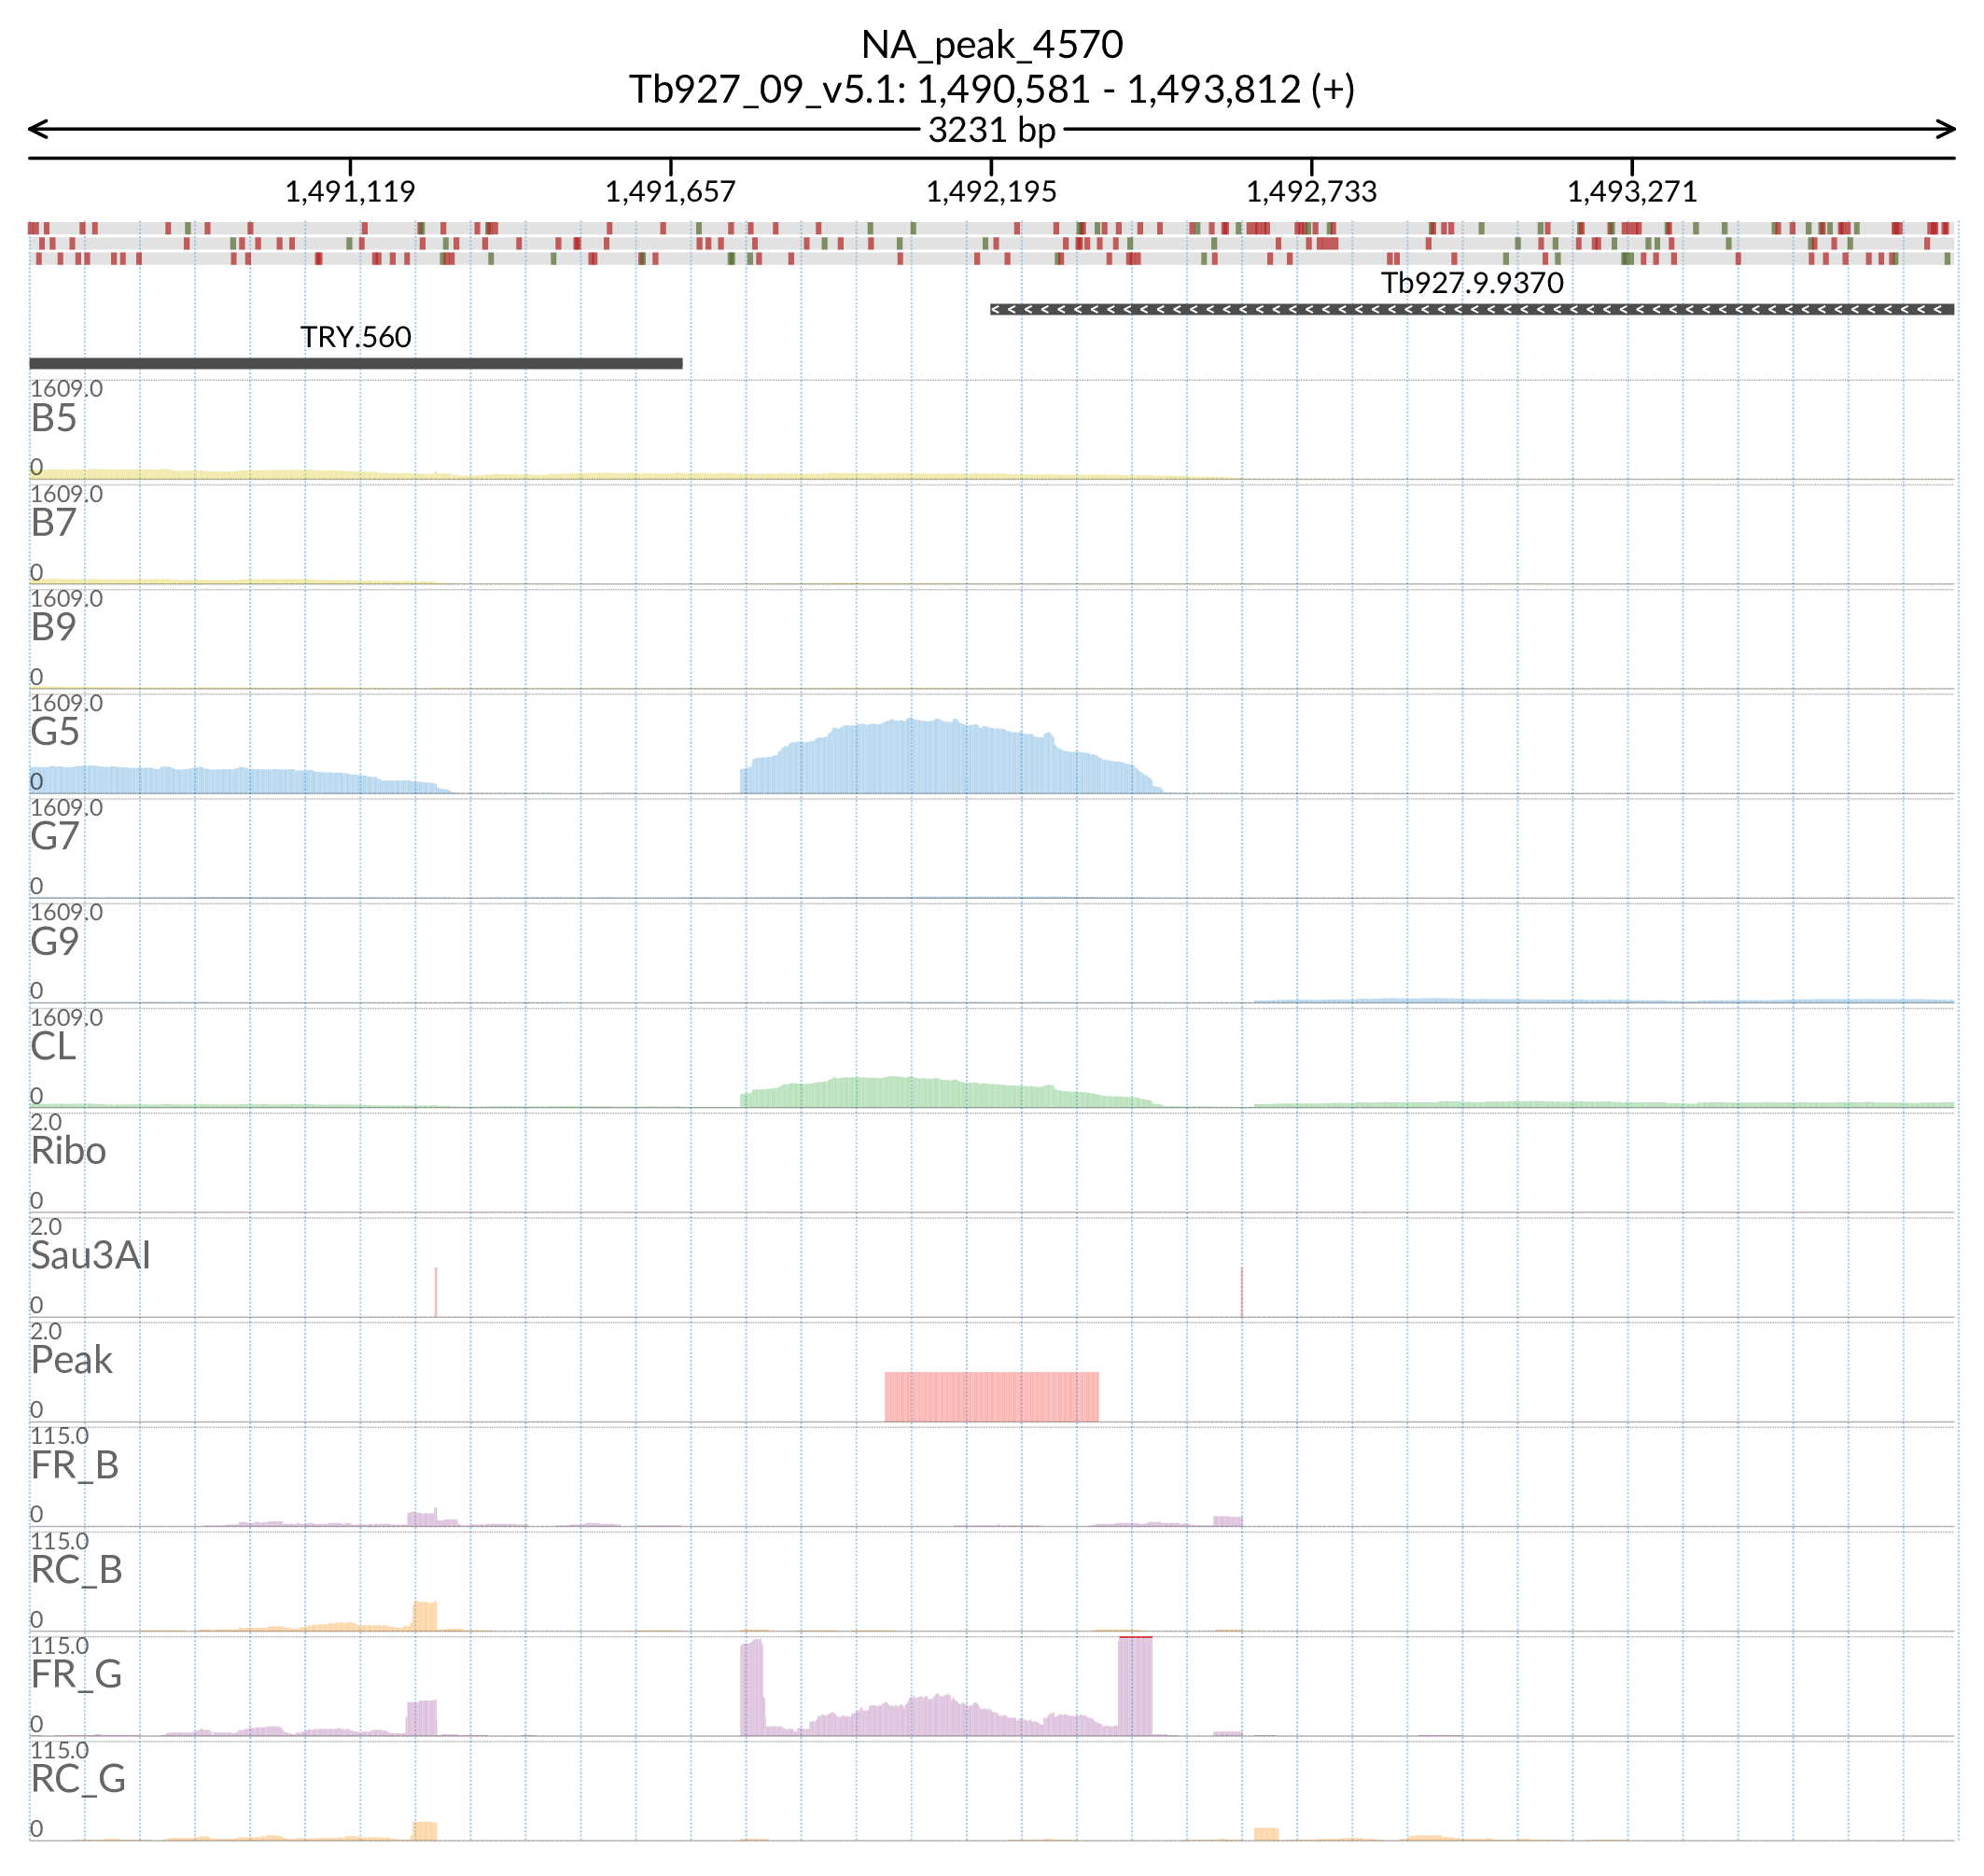 NA_peak_4570
Tb927_09_v5.1: 1,490,581 - 1,493,812 (+)
3231 bp
1,491,119 1,491,657 1,492,195 1,492,733 1,493,271
Tb927.9.9370
TRY.560
1609.0
B5
0
1609.0
B7
0
1609.0
B9
0
1609.0
G5
0
1609.0
G7
0
1609.0
G9
0
1609.0
CL
0
2.0
Ribo
0
2.0
Sau3AI
0
2.0
Peak
0
115.0
FR_B
0
115.0
RC_B
0
115.0
FR_G
0
115.0
RC_G
0